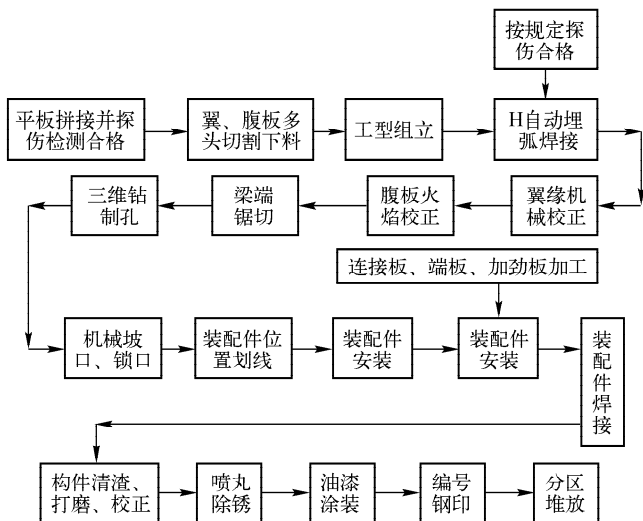 按规定探
伤合格
平板拼接并探
伤检测合格
翼、腹板多
头切割下料
工型组立
H自动埋
弧焊接
三维钻
制孔
梁端
锯切
腹板火
焰校正
翼缘机
械校正
连接板、端板、加劲板加工
机械坡
口、锁口
装配件位
置划线
装配件
安装
装配件
安装
装
配
件
焊
接
构件清渣、
打磨、校正
喷丸
除锈
油漆
涂装
编号
钢印
分区
堆放